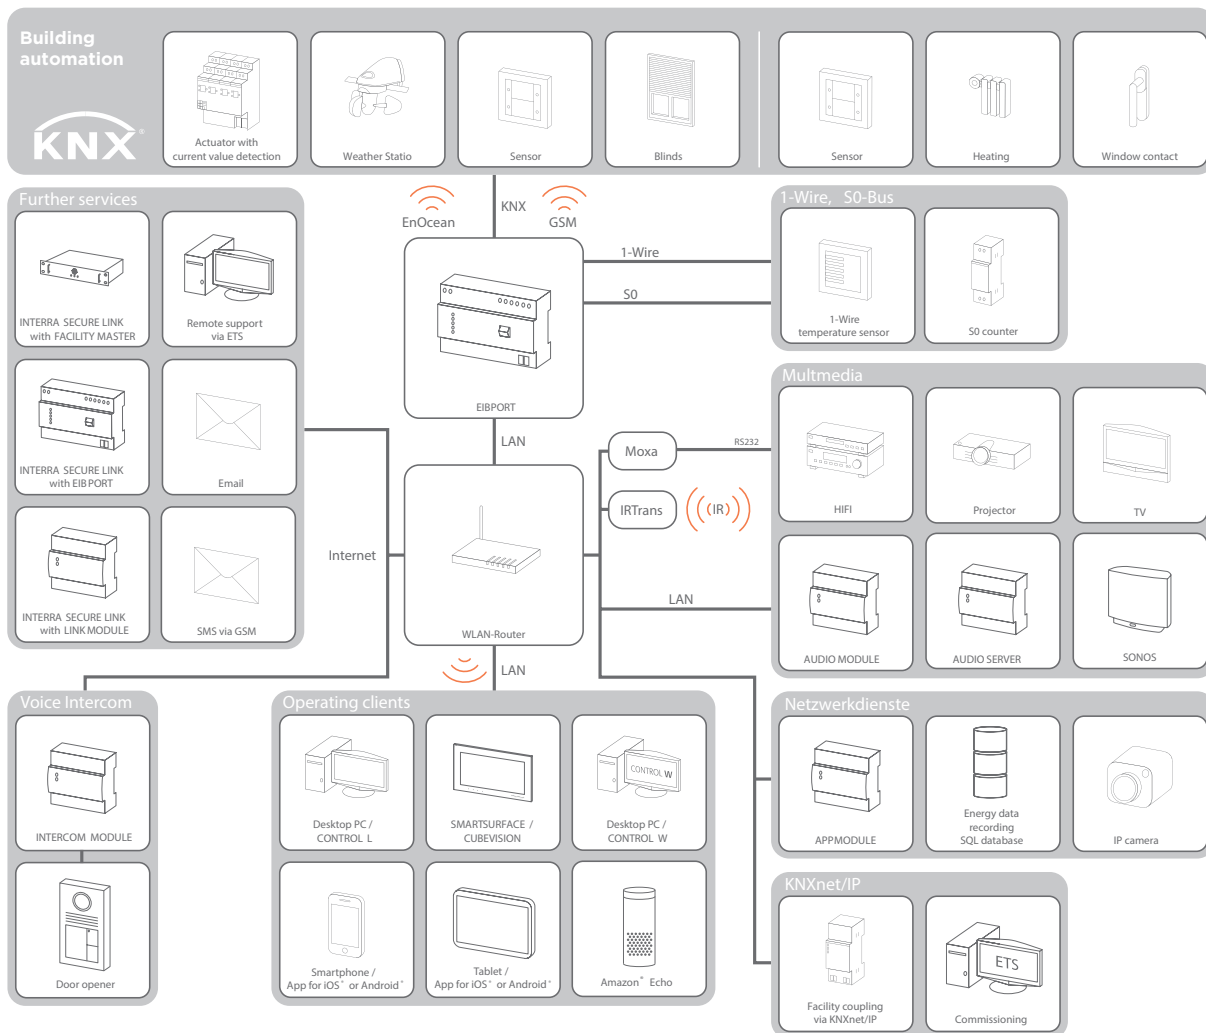 Building
automation
KNX®
Actuator with
current value detection
Weather Statio
Sensor
Blinds
Sensor
Heating
Window contact
Further services
INTERRA SECURE LINK
with FACILITY MASTER
Remote support
via ETS
INTERRA SECURE LINK
with EIB PORT
Email
INTERRA SECURE LINK
with LINK MODULE
SMS via GSM
EnOcean
KNX
GSM
EIBPORT
1-Wire
S0
1-Wire, S0-Bus
1-Wire
temperature sensor
S0 counter
LAN
WLAN-Router
Internet
LAN
Moxa
RS232
IRTrans
(IR)
LAN
Multmedia
HIFI
Projector
TV
AUDIO MODULE
AUDIO SERVER
SONOS
Voice Intercom
INTERCOM MODULE
Door opener
Operating clients
Desktop PC /
CONTROL L
SMARTSURFACE /
CUBEVISION
CONTROL W
Desktop PC /
CONTROL W
Smartphone /
App for iOS* or Android*
Tablet /
App for iOS* or Android*
Amazon® Echo
Netzwerkdienste
APPMODULE
Energy data
recording
SQL database
IP camera
KNXnet/IP
Facility coupling
via KNXnet/IP
ETS
Commissioning